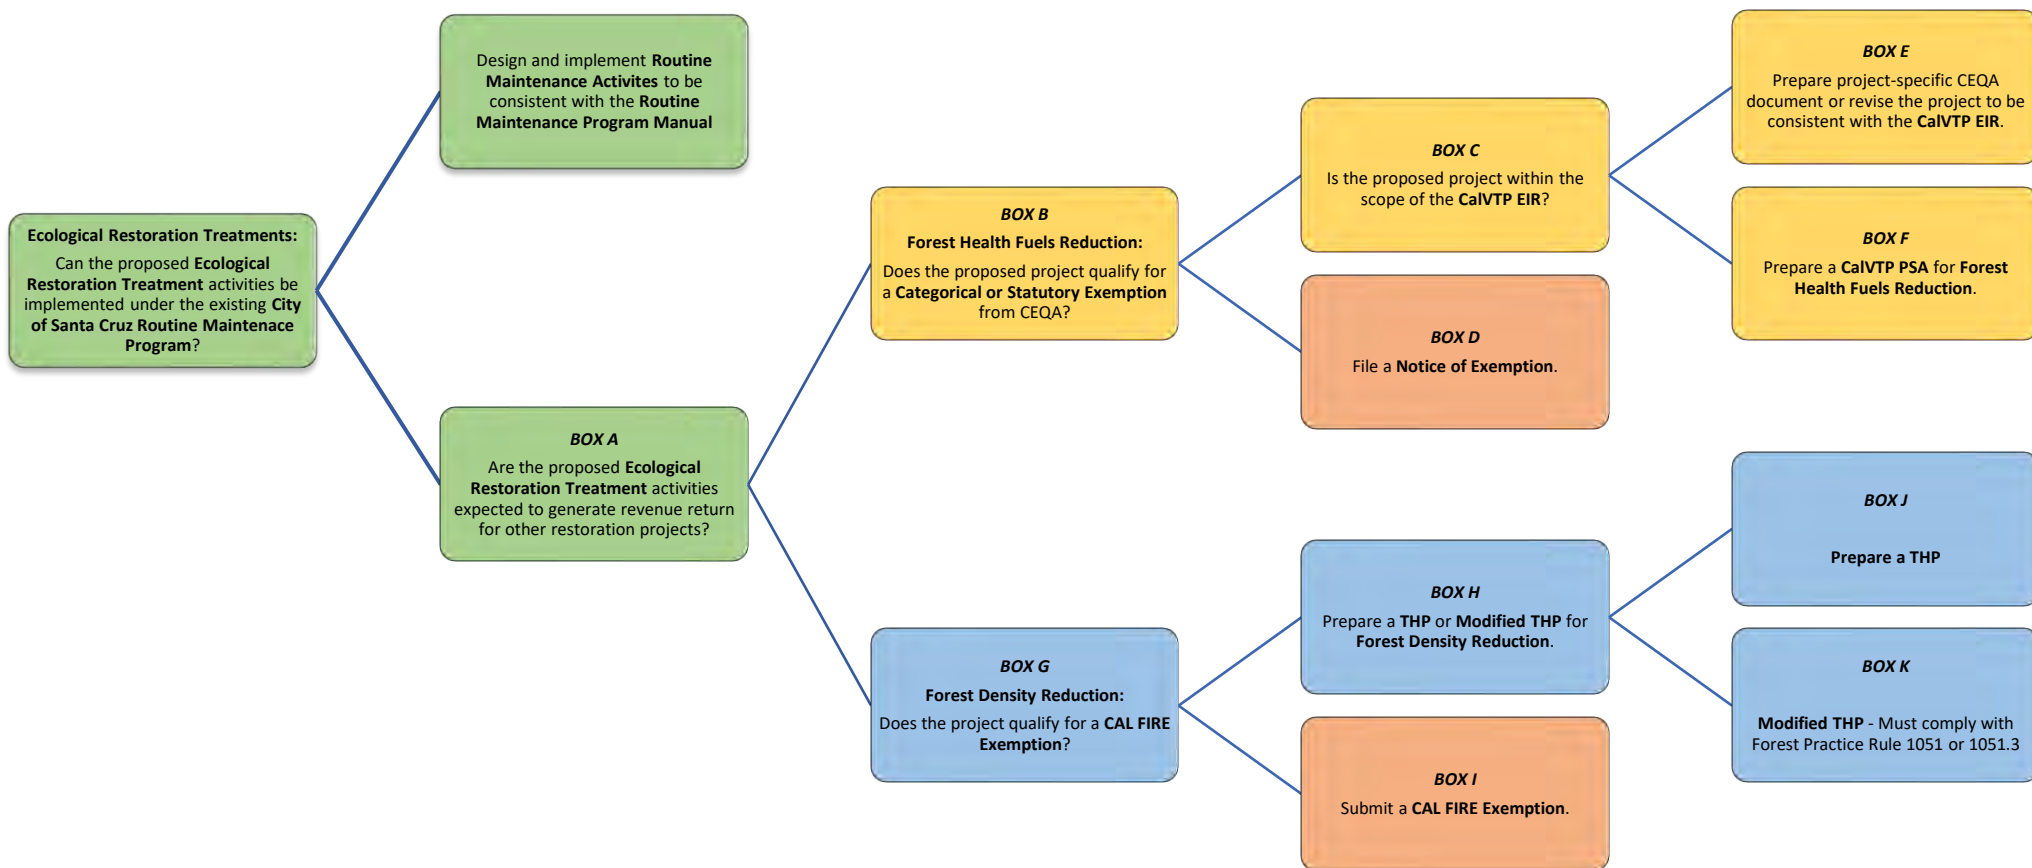 Ecological Restoration Treatments:
Can the proposed Ecological
Restoration Treatment activities be
implemented under the existing City
of Santa Cruz Routine Maintenace
Program?
Design and implement Routine
Maintenance Activites to be
consistent with the Routine
Maintenance Program Manual
BOX A
Are the proposed Ecological
Restoration Treatment activities
expected to generate revenue return
for other restoration projects?
BOX B
Forest Health Fuels Reduction:
Does the proposed project qualify for
a Categorical or Statutory Exemption
from CEQA?
BOX C
Is the proposed project within the
scope of the CalVTP EIR?
BOX D
File a Notice of Exemption.
BOX E
Prepare project-specific CEQA
document or revise the project to be
consistent with the CalVTP EIR.
BOX F
Prepare a CalVTP PSA for Forest
Health Fuels Reduction.
BOX G
Forest Density Reduction:
Does the project qualify for a CAL FIRE
Exemption?
BOX H
Prepare a THP or Modified THP for
Forest Density Reduction.
BOX I
Submit a CAL FIRE Exemption.
BOX J
Prepare a THP
BOX K
Modified THP - Must comply with
Forest Practice Rule 1051 or 1051.3